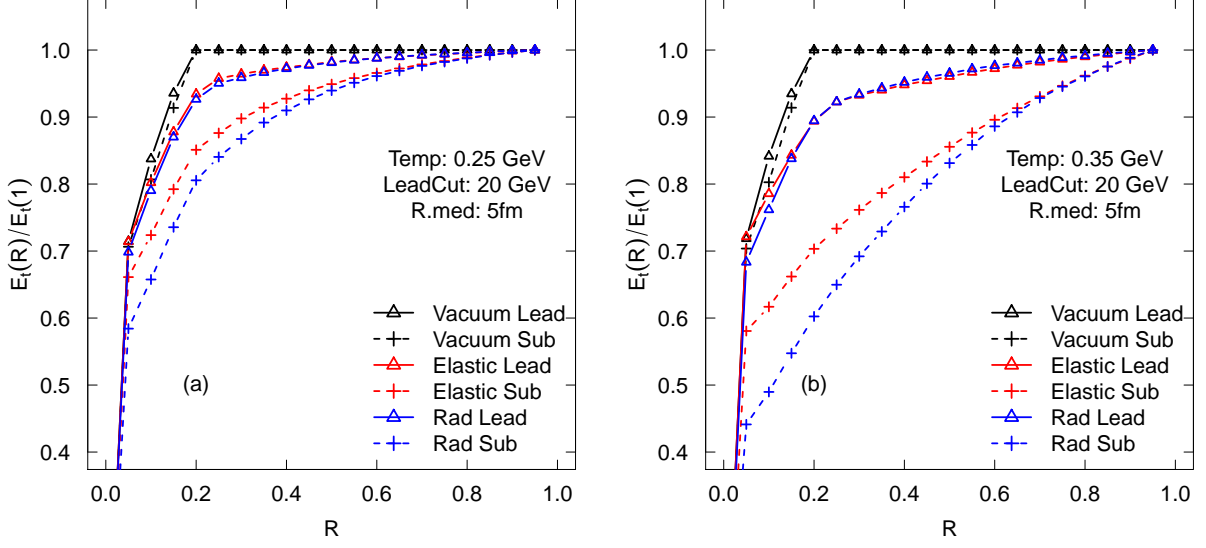 E_t(R)/E_t(1)
1.0
0.9
0.8
0.7
0.6
0.5
0.4
Temp: 0.25 GeV
LeadCut: 20 GeV
R.med: 5fm
Vacuum Lead
Vacuum Sub
Elastic Lead
Elastic Sub
Rad Lead
Rad Sub
(a)
0.0 0.2 0.4 0.6 0.8 1.0
R
E_t(R)/E_t(1)
1.0
0.9
0.8
0.7
0.6
0.5
0.4
Temp: 0.35 GeV
LeadCut: 20 GeV
R.med: 5fm
Vacuum Lead
Vacuum Sub
Elastic Lead
Elastic Sub
Rad Lead
Rad Sub
(b)
0.0 0.2 0.4 0.6 0.8 1.0
R